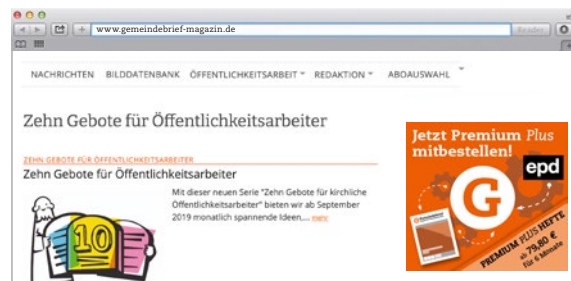 www.gemeindebrief-magazin.de
Reader
NACHRICHTEN BILDDATENBANK ÖFFENTLICHKEITSARBEIT REDAKTION ABOAUSWAHL
Zehn Gebote für Öffentlichkeitsarbeiter
ZEHN GEBOTE FÜR ÖFFENTLICHKEITSARBEITER
Zehn Gebote für Öffentlichkeitsarbeiter
Mit dieser neuen Serie "Zehn Gebote für kirchliche
Öffentlichkeitsarbeiter" bieten wir ab September
2019 monatlich spannende Ideen,... mehr
10
Jetzt Premium Plus
mitbestellen!
epd
G
PREMIUM PLUS HEFTE
ab 79,80 €
für 6 Monate